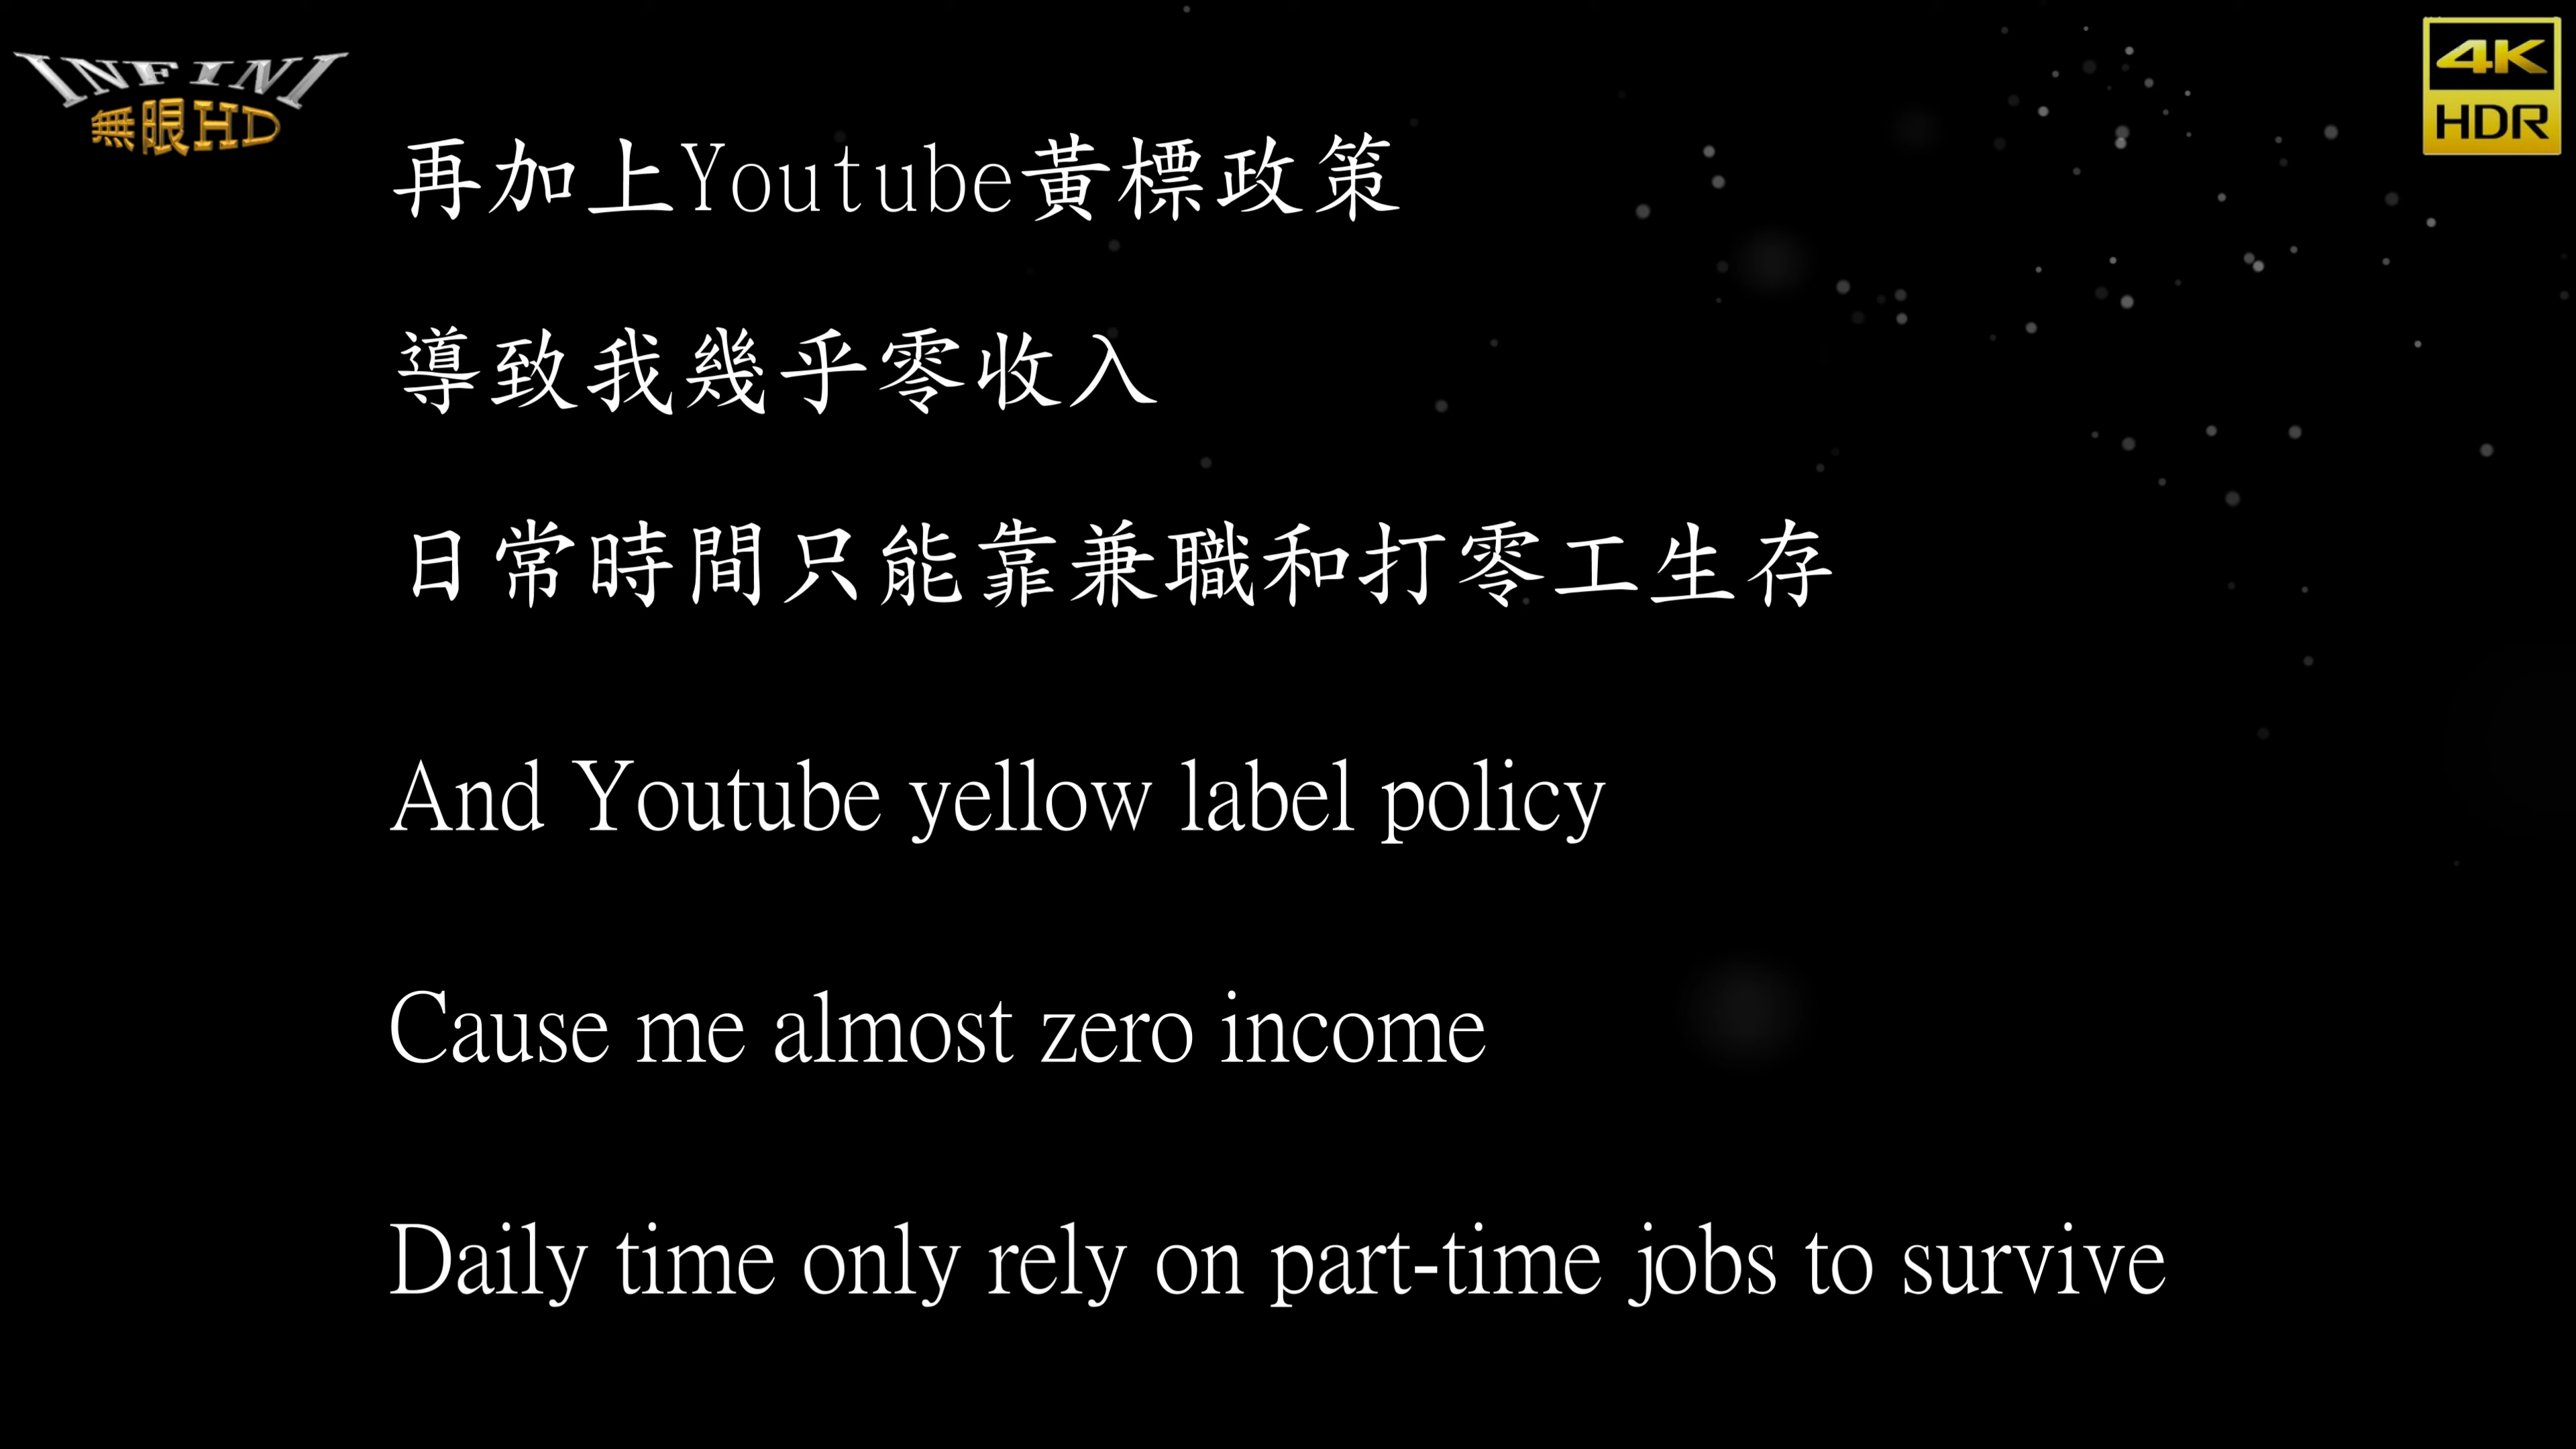 INFINI
無限HD
4K
HDR
再加上Youtube黃標政策
導致我幾乎零收入
日常時間只能靠兼職和打零工生存
And Youtube yellow label policy
Cause me almost zero income
Daily time only rely on part-time jobs to survive